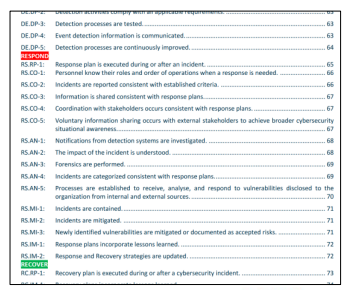 DE.DP-2: Detection activities comply with all applicable requirements. 63
DE.DP-3: Detection processes are tested. 63
DE.DP-4: Event detection information is communicated. 63
DE.DP-5: Detection processes are continuously improved. 64
RESPOND
RS.RP-1: Response plan is executed during or after an incident. 65
RS.CO-1: Personnel know their roles and order of operations when a response is needed. 66
RS.CO-2: Incidents are reported consistent with established criteria. 66
RS.CO-3: Information is shared consistent with response plans. 67
RS.CO-4: Coordination with stakeholders occurs consistent with response plans. 67
RS.CO-5: Voluntary information sharing occurs with external stakeholders to achieve broader cybersecurity
situational awareness. 67
RS.AN-1: Notifications from detection systems are investigated. 68
RS.AN-2: The impact of the incident is understood. 68
RS.AN-3: Forensics are performed. 69
RS.AN-4: Incidents are categorized consistent with response plans. 69
RS.AN-5: Processes are established to receive, analyse, and respond to vulnerabilities disclosed to the
organization from internal and external sources. 70
RS.MI-1: Incidents are contained. 71
RS.MI-2: Incidents are mitigated. 71
RS.MI-3: Newly identified vulnerabilities are mitigated or documented as accepted risks. 71
RS.IM-1: Response plans incorporate lessons learned. 72
RS.IM-2: Response and Recovery strategies are updated. 72
RECOVER
RC.RP-1: Recovery plan is executed during or after a cybersecurity incident. 73